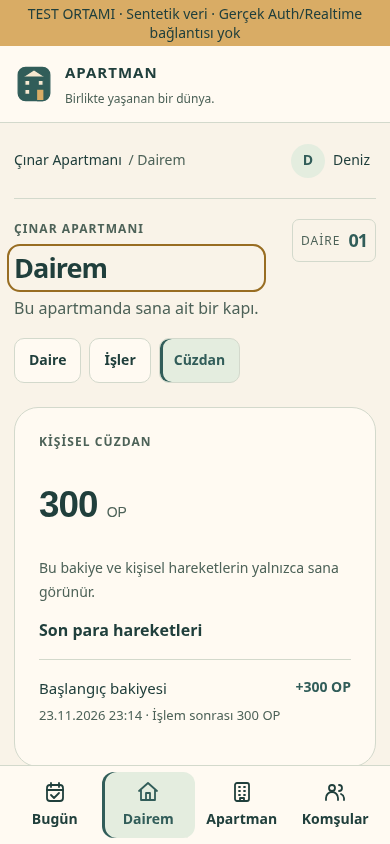 TEST ORTAMI · Sentetik veri · Gerçek Auth/Realtime
bağlantısı yok
APARTMAN
Birlikte yaşanan bir dünya.
Çınar Apartmanı / Dairem
D Deniz
ÇINAR APARTMANI
DAİRE 01
Dairem
Bu apartmanda sana ait bir kapı.
Daire İşler Cüzdan
KİŞİSEL CÜZDAN
300 OP
Bu bakiye ve kişisel hareketlerin yalnızca sana
görünür.
Son para hareketleri
Başlangıç bakiyesi +300 OP
23.11.2026 23:14 · İşlem sonrası 300 OP
Bugün Dairem Apartman Komşular